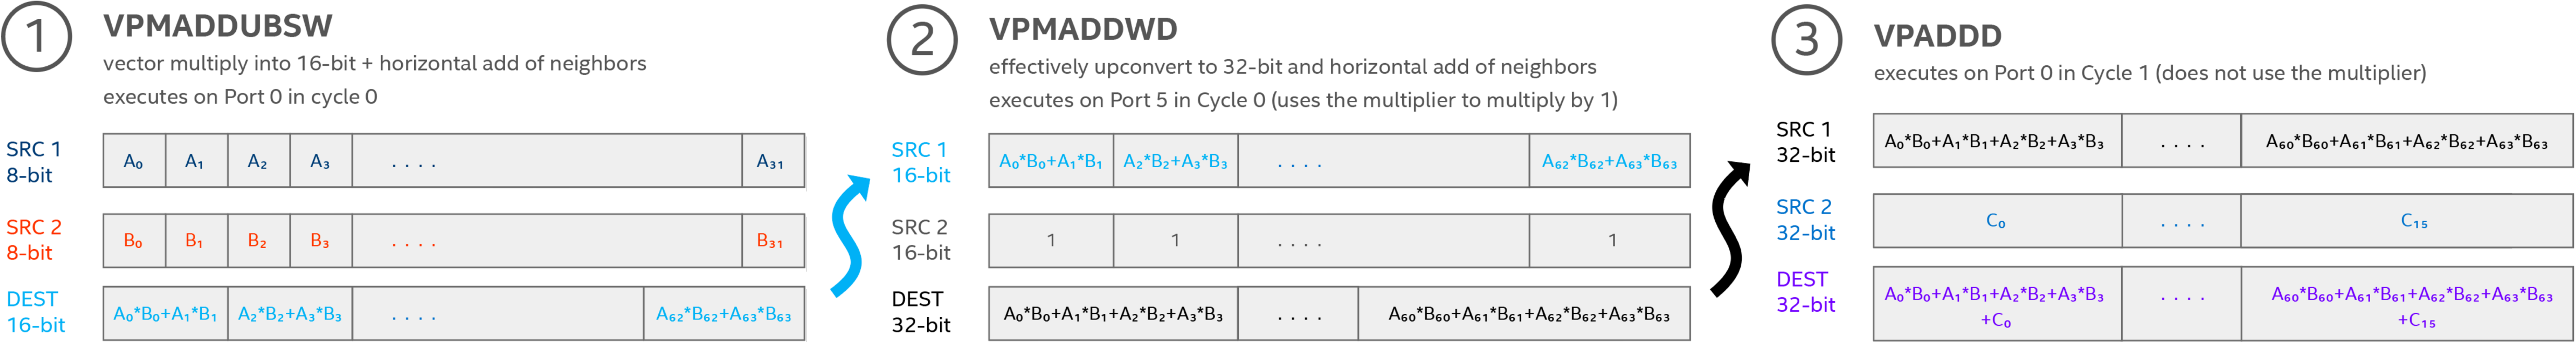 1
VPMADDUBSW
vector multiply into 16-bit + horizontal add of neighbors
executes on Port 0 in cycle 0
SRC 1
8-bit
A₀ A₁ A₂ A₃ . . . . A₃₁
SRC 2
8-bit
B₀ B₁ B₂ B₃ . . . . B₃₁
DEST
16-bit
A₀*B₀+A₁*B₁ A₂*B₂+A₃*B₃ . . . . A₆₂*B₆₂+A₆₃*B₆₃
2
VPMADDWD
effectively upconvert to 32-bit and horizontal add of neighbors
executes on Port 5 in Cycle 0 (uses the multiplier to multiply by 1)
SRC 1
16-bit
A₀*B₀+A₁*B₁ A₂*B₂+A₃*B₃ . . . . A₆₂*B₆₂+A₆₃*B₆₃
SRC 2
16-bit
1 1 . . . . 1
DEST
32-bit
A₀*B₀+A₁*B₁+A₂*B₂+A₃*B₃ . . . . A₆₀*B₆₀+A₆₁*B₆₁+A₆₂*B₆₂+A₆₃*B₆₃
3
VPADDD
executes on Port 0 in Cycle 1 (does not use the multiplier)
SRC 1
32-bit
A₀*B₀+A₁*B₁+A₂*B₂+A₃*B₃ . . . . A₆₀*B₆₀+A₆₁*B₆₁+A₆₂*B₆₂+A₆₃*B₆₃
SRC 2
32-bit
C₀ . . . . C₁₅
DEST
32-bit
A₀*B₀+A₁*B₁+A₂*B₂+A₃*B₃ . . . . A₆₀*B₆₀+A₆₁*B₆₁+A₆₂*B₆₂+A₆₃*B₆₃
+C₀ +C₁₅